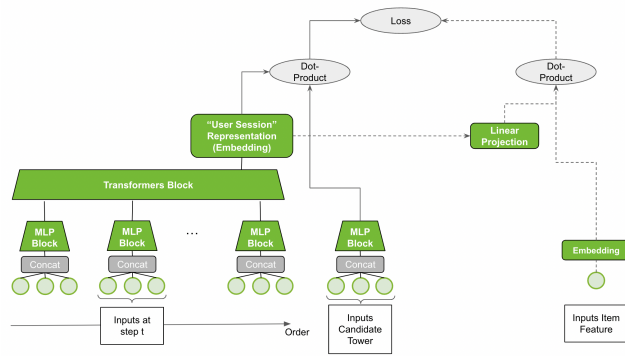 Loss
Dot-
Product
Dot-
Product
“User Session”
Representation
(Embedding)
Linear
Projection
Transformers Block
MLP
Block
MLP
Block
...
MLP
Block
MLP
Block
Embedding
Concat
Concat
Concat
Concat
Inputs at
step t
Order
Inputs
Candidate
Tower
Inputs Item
Feature